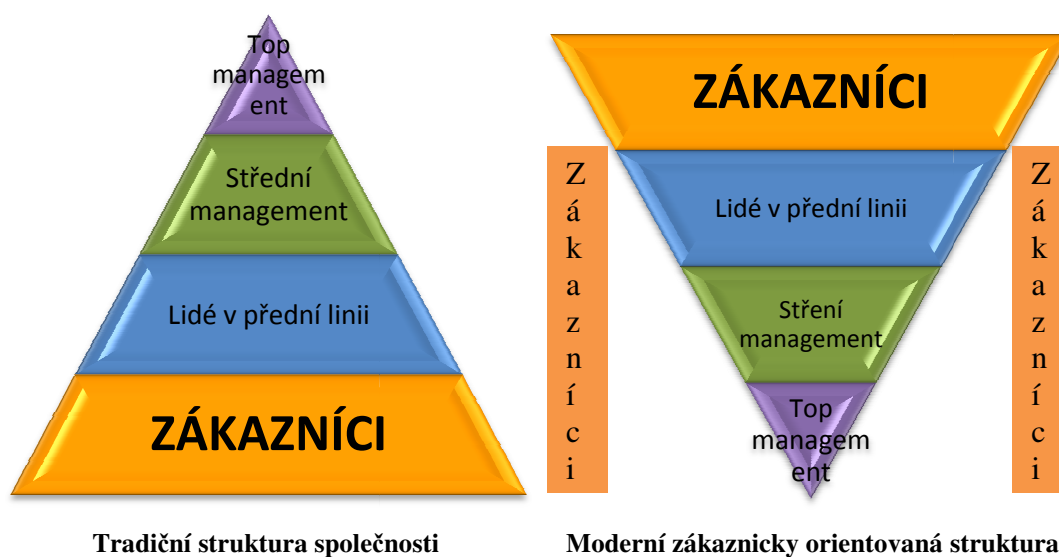 Top
managem
ent
Střední
management
Lidé v přední linii
ZÁKAZNÍCI
Tradiční struktura společnosti
ZÁKAZNÍCI
Lidé v přední linii
Stření
management
Top
managem
ent
Z
á
k
a
z
n
í
c
i
Z
á
k
a
z
n
í
c
i
Moderní zákaznicky orientovaná struktura